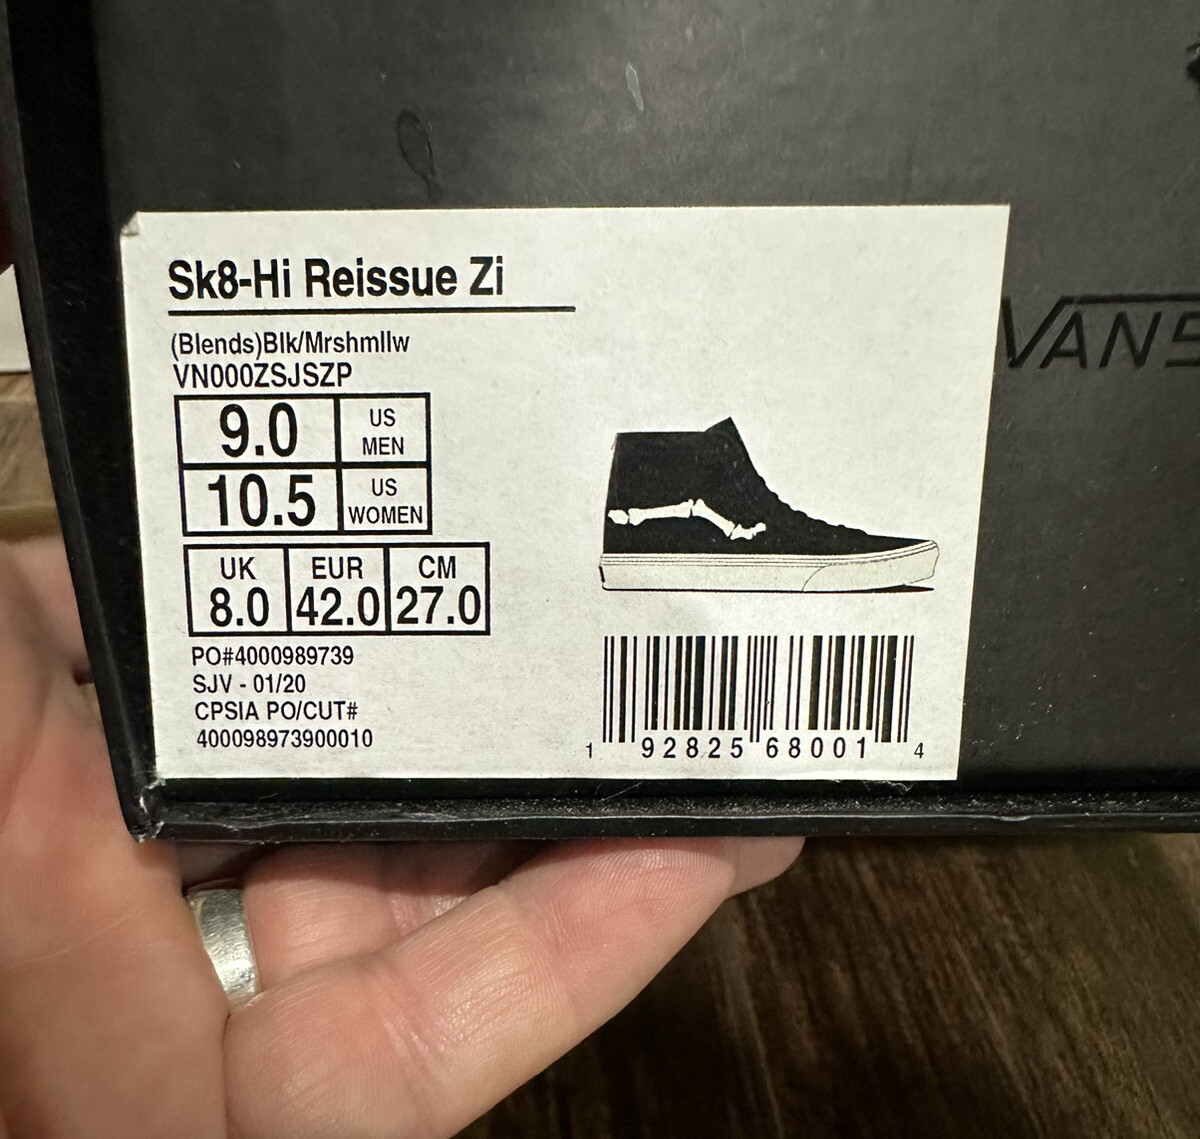 Sk8-Hi Reissue Zi
(Blends)Blk/Mrshmllw
VN000ZSJSZP
9.0 US MEN
10.5 US WOMEN
UK EUR CM
8.0 42.0 27.0
PO#4000989739
SJV - 01/20
CPSIA PO/CUT#
400098973900010
1 92825 68001 4
VANS